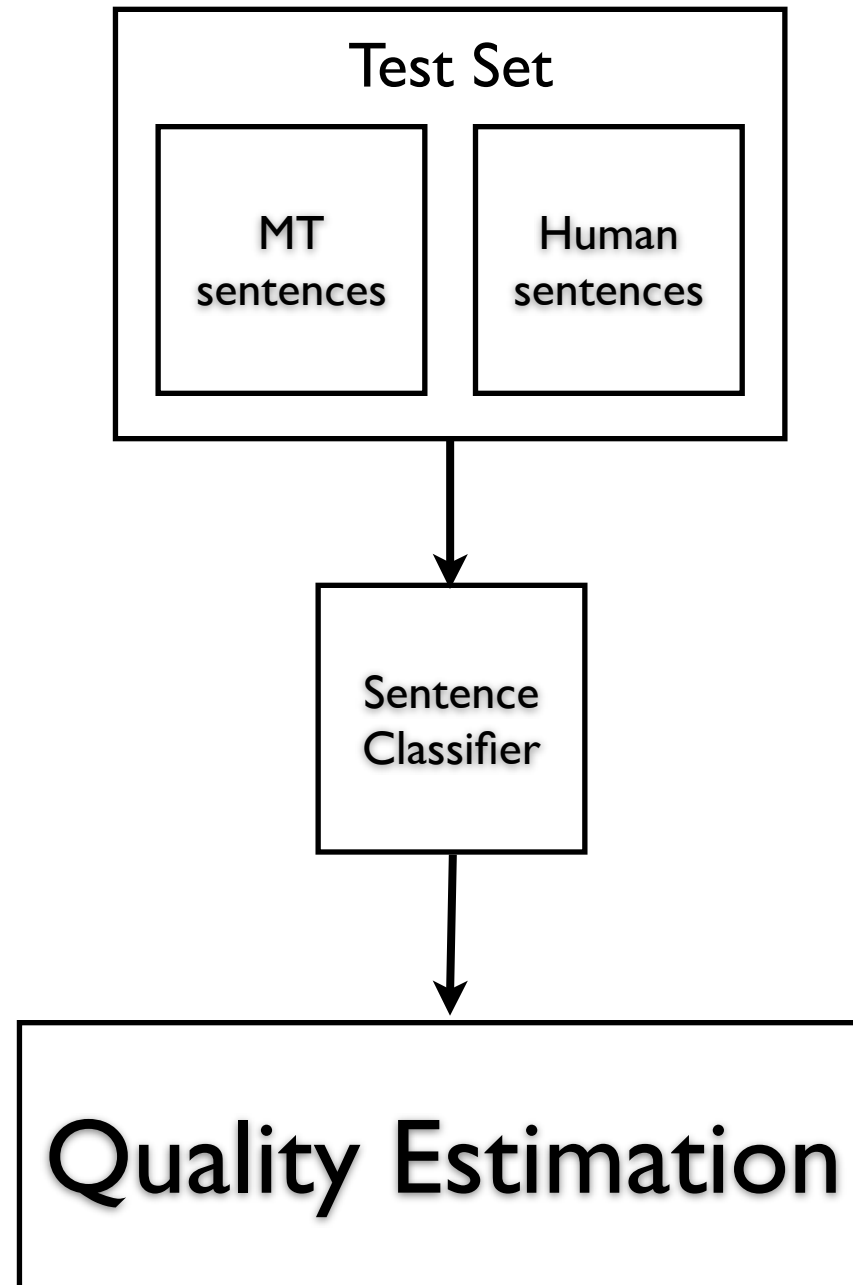 Test Set
MT
sentences
Human
sentences
Sentence
Classifier
Quality Estimation